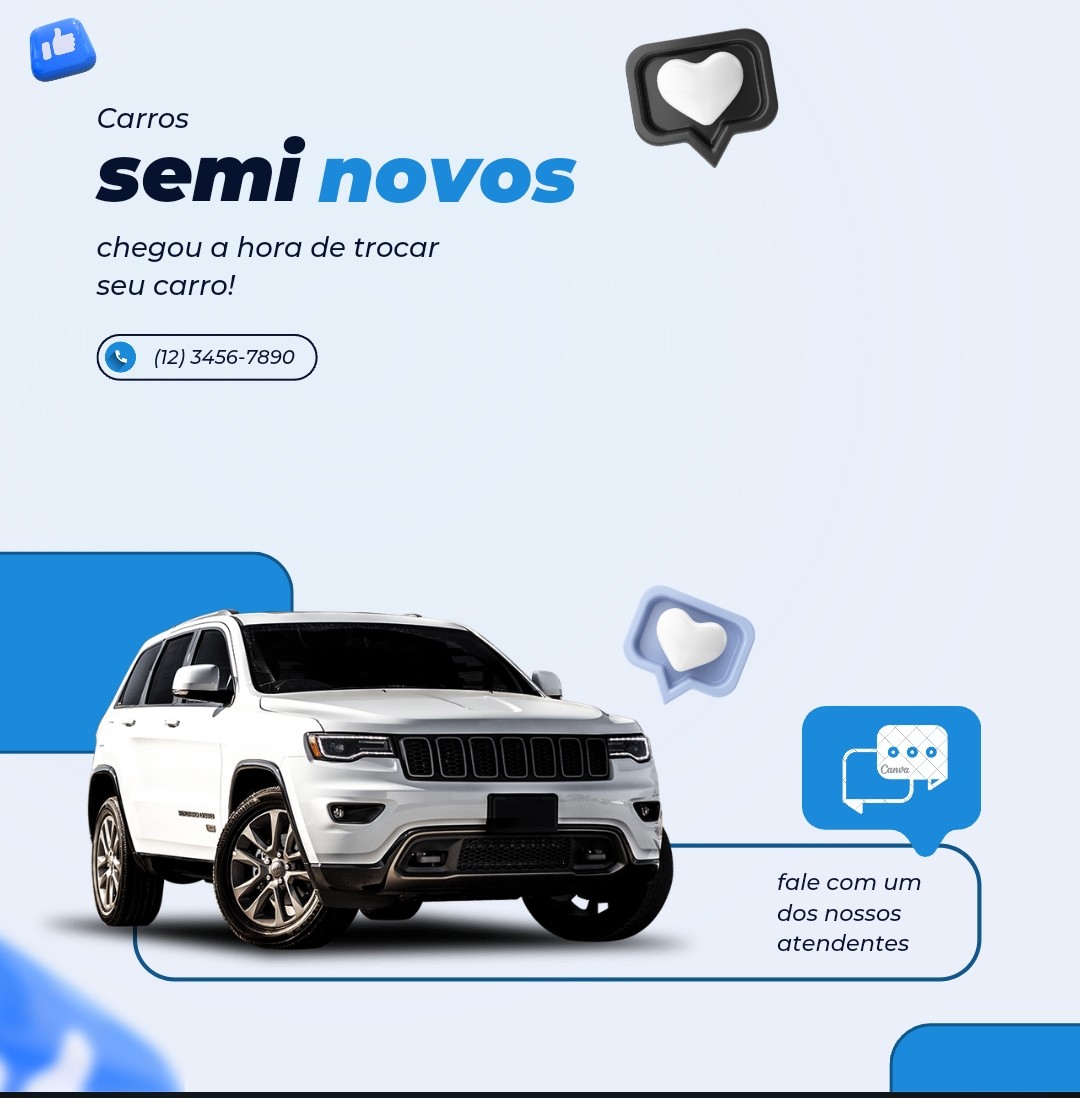 Carros
semi novos
chegou a hora de trocar
seu carro!
(12) 3456-7890
Canva
fale com um
dos nossos
atendentes